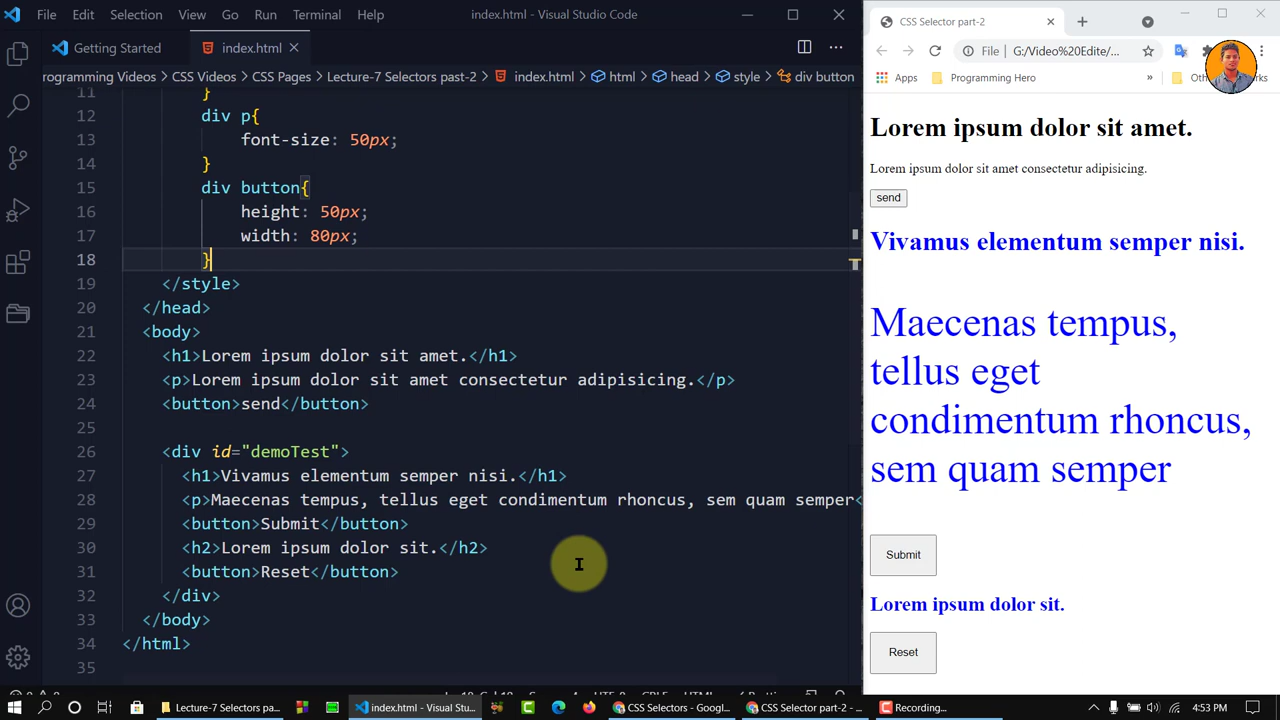 File Edit Selection View Go Run Terminal Help index.html - Visual Studio Code
Getting Started index.html
rogramming Videos > CSS Videos > CSS Pages > Lecture-7 Selectors past-2 > index.html > html > head > style > div button
11 }
12 div p{
13 font-size: 50px;
14 }
15 div button{
16 height: 50px;
17 width: 80px;
18 }
19 </style>
20 </head>
21 <body>
22 <h1>Lorem ipsum dolor sit amet.</h1>
23 <p>Lorem ipsum dolor sit amet consectetur adipisicing.</p>
24 <button>send</button>
25
26 <div id="demoTest">
27 <h1>Vivamus elementum semper nisi.</h1>
28 <p>Maecenas tempus, tellus eget condimentum rhoncus, sem quam semper<
29 <button>Submit</button>
30 <h2>Lorem ipsum dolor sit.</h2>
31 <button>Reset</button>
32 </div>
33 </body>
34 </html>
35
CSS Selector part-2
File | G:/Video%20Edite/...
Apps Programming Hero »
Lorem ipsum dolor sit amet.
Lorem ipsum dolor sit amet consectetur adipisicing.
send
Vivamus elementum semper nisi.
Maecenas tempus,
tellus eget
condimentum rhoncus,
sem quam semper
Submit
Lorem ipsum dolor sit.
Reset
Lecture-7 Selectors pa... index.html - Visual Stu... CSS Selectors - Googl... CSS Selector part-2 - ... Recording... 4:53 PM